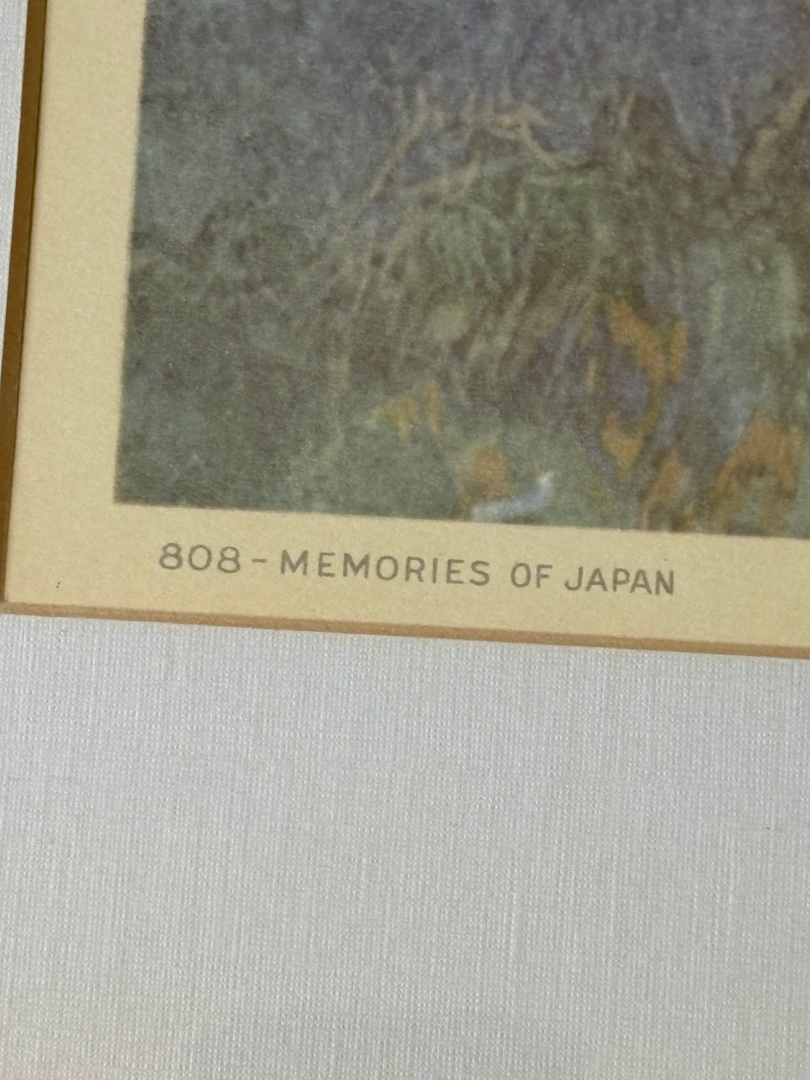 808 - MEMORIES OF JAPAN